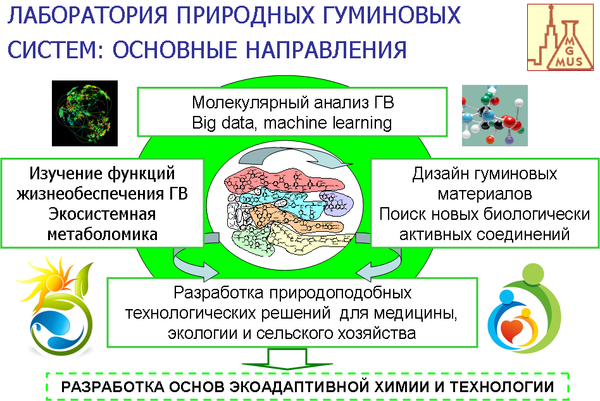 ЛАБОРАТОРИЯ ПРИРОДНЫХ ГУМИНОВЫХ
СИСТЕМ: ОСНОВНЫЕ НАПРАВЛЕНИЯ
M
G
MUS
Молекулярный анализ ГВ
Big data, machine learning
Изучение функций
жизнеобеспечения ГВ
Экосистемная
метаболомика
Дизайн гуминовых
материалов
Поиск новых биологически
активных соединений
Разработка природоподобных
технологических решений для медицины,
экологии и сельского хозяйства
РАЗРАБОТКА ОСНОВ ЭКОАДАПТИВНОЙ ХИМИИ И ТЕХНОЛОГИИ